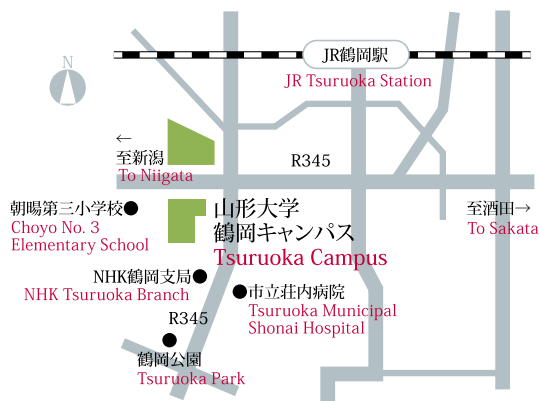 N
JR鶴岡駅
JR Tsuruoka Station
←
至新潟
To Niigata
R345
朝暘第三小学校
Choyo No. 3
Elementary School
山形大学
鶴岡キャンパス
Tsuruoka Campus
至酒田→
To Sakata
NHK鶴岡支局
NHK Tsuruoka Branch
市立荘内病院
Tsuruoka Municipal
Shonai Hospital
R345
鶴岡公園
Tsuruoka Park